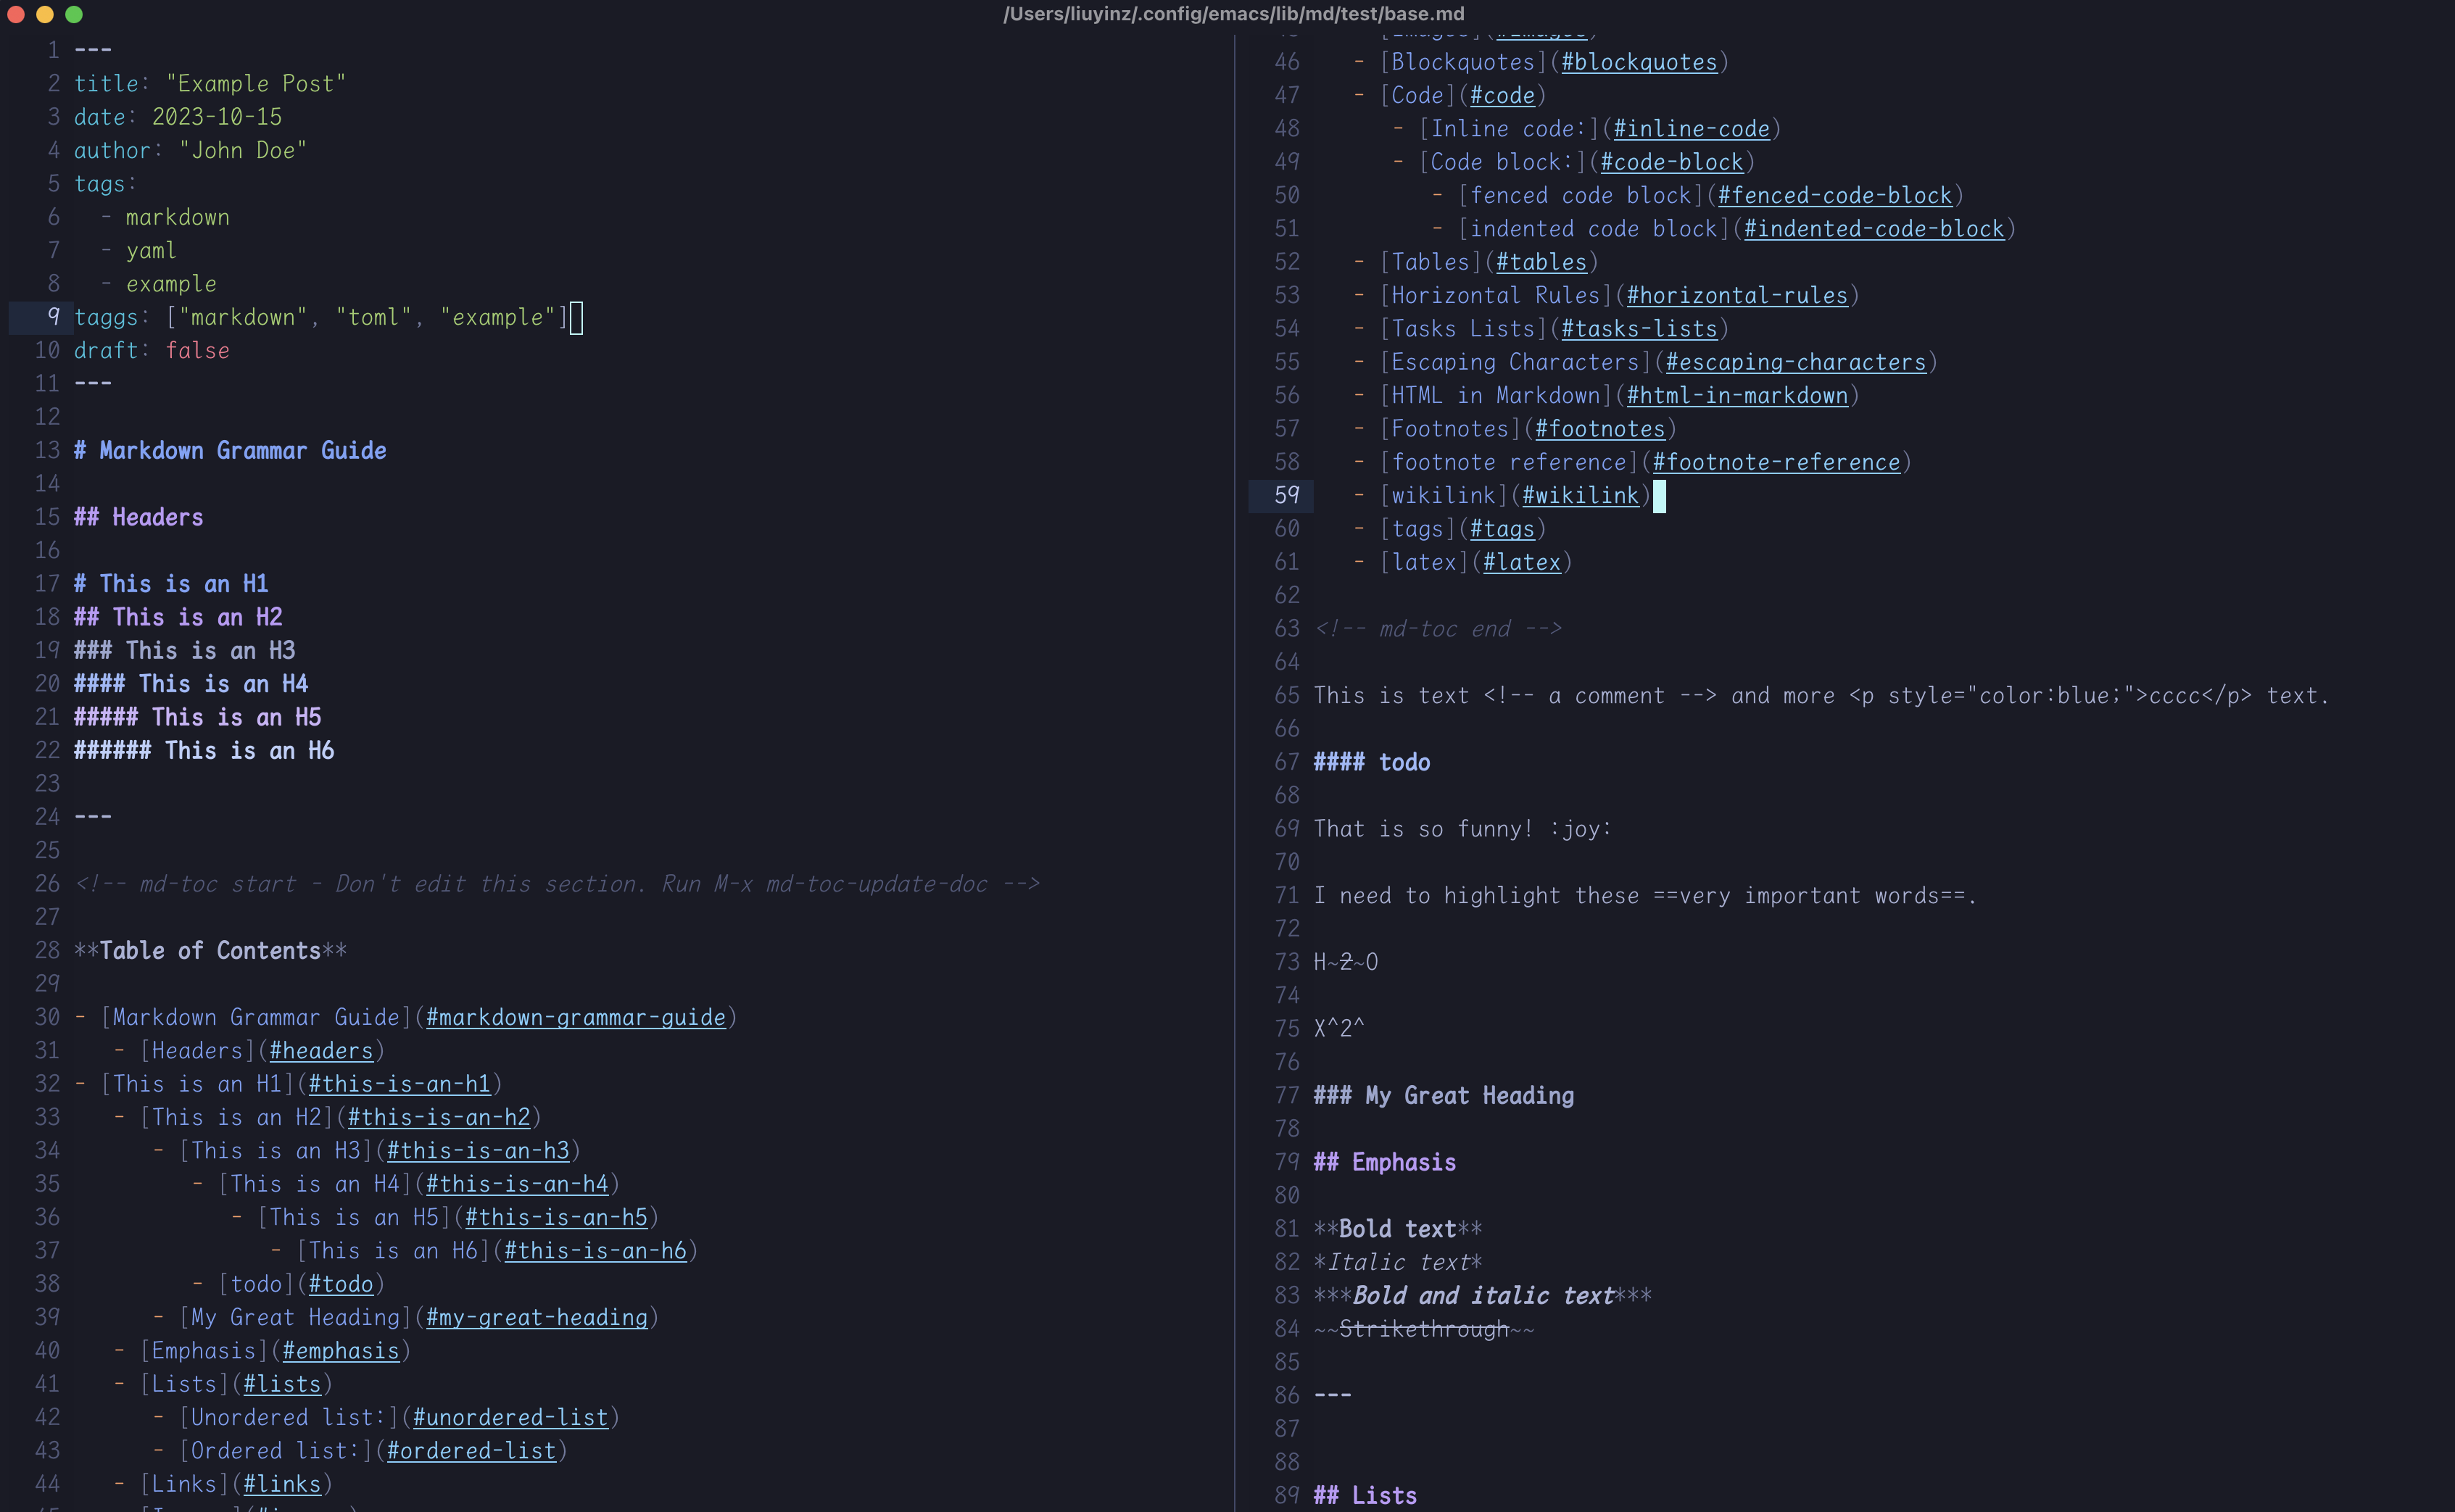 /Users/liuyinz/.config/emacs/lib/md/test/base.md
1 ---
2 title: "Example Post"
3 date: 2023-10-15
4 author: "John Doe"
5 tags:
6   - markdown
7   - yaml
8   - example
9 taggs: ["markdown", "toml", "example"]
10 draft: false
11 ---
12
13 # Markdown Grammar Guide
14
15 ## Headers
16
17 # This is an H1
18 ## This is an H2
19 ### This is an H3
20 #### This is an H4
21 ##### This is an H5
22 ###### This is an H6
23
24 ---
25
26 <!-- md-toc start - Don't edit this section. Run M-x md-toc-update-doc -->
27
28 **Table of Contents**
29
30 - [Markdown Grammar Guide](#markdown-grammar-guide)
31    - [Headers](#headers)
32 - [This is an H1](#this-is-an-h1)
33    - [This is an H2](#this-is-an-h2)
34       - [This is an H3](#this-is-an-h3)
35          - [This is an H4](#this-is-an-h4)
36             - [This is an H5](#this-is-an-h5)
37                - [This is an H6](#this-is-an-h6)
38          - [todo](#todo)
39       - [My Great Heading](#my-great-heading)
40    - [Emphasis](#emphasis)
41    - [Lists](#lists)
42       - [Unordered list:](#unordered-list)
43       - [Ordered list:](#ordered-list)
44    - [Links](#links)
46    - [Blockquotes](#blockquotes)
47    - [Code](#code)
48       - [Inline code:](#inline-code)
49       - [Code block:](#code-block)
50          - [fenced code block](#fenced-code-block)
51          - [indented code block](#indented-code-block)
52    - [Tables](#tables)
53    - [Horizontal Rules](#horizontal-rules)
54    - [Tasks Lists](#tasks-lists)
55    - [Escaping Characters](#escaping-characters)
56    - [HTML in Markdown](#html-in-markdown)
57    - [Footnotes](#footnotes)
58    - [footnote reference](#footnote-reference)
59    - [wikilink](#wikilink)
60    - [tags](#tags)
61    - [latex](#latex)
62
63 <!-- md-toc end -->
64
65 This is text <!-- a comment --> and more <p style="color:blue;">cccc</p> text.
66
67 #### todo
68
69 That is so funny! :joy:
70
71 I need to highlight these ==very important words==.
72
73 H~2~O
74
75 X^2^
76
77 ### My Great Heading
78
79 ## Emphasis
80
81 **Bold text**
82 *Italic text*
83 ***Bold and italic text***
84 ~~Strikethrough~~
85
86 ---
87
88
89 ## Lists